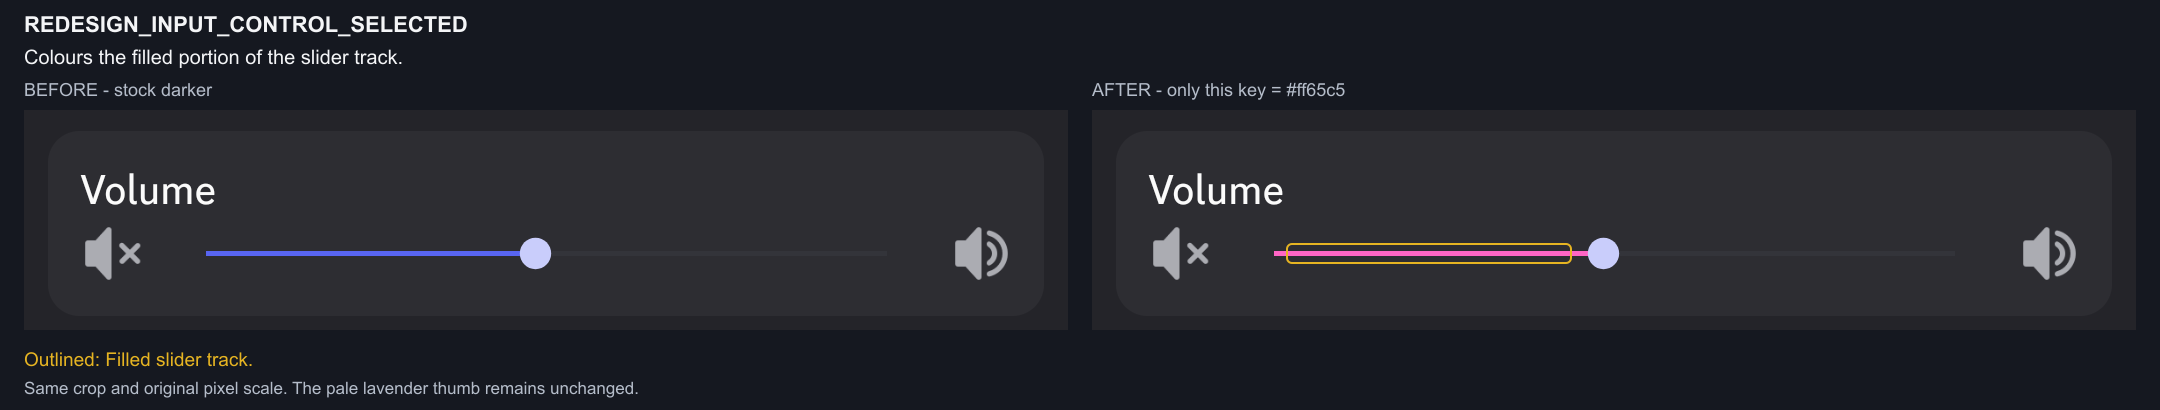 REDESIGN_INPUT_CONTROL_SELECTED
Colours the filled portion of the slider track.
BEFORE - stock darker
AFTER - only this key = #ff65c5
Volume
Volume
Outlined: Filled slider track.
Same crop and original pixel scale. The pale lavender thumb remains unchanged.